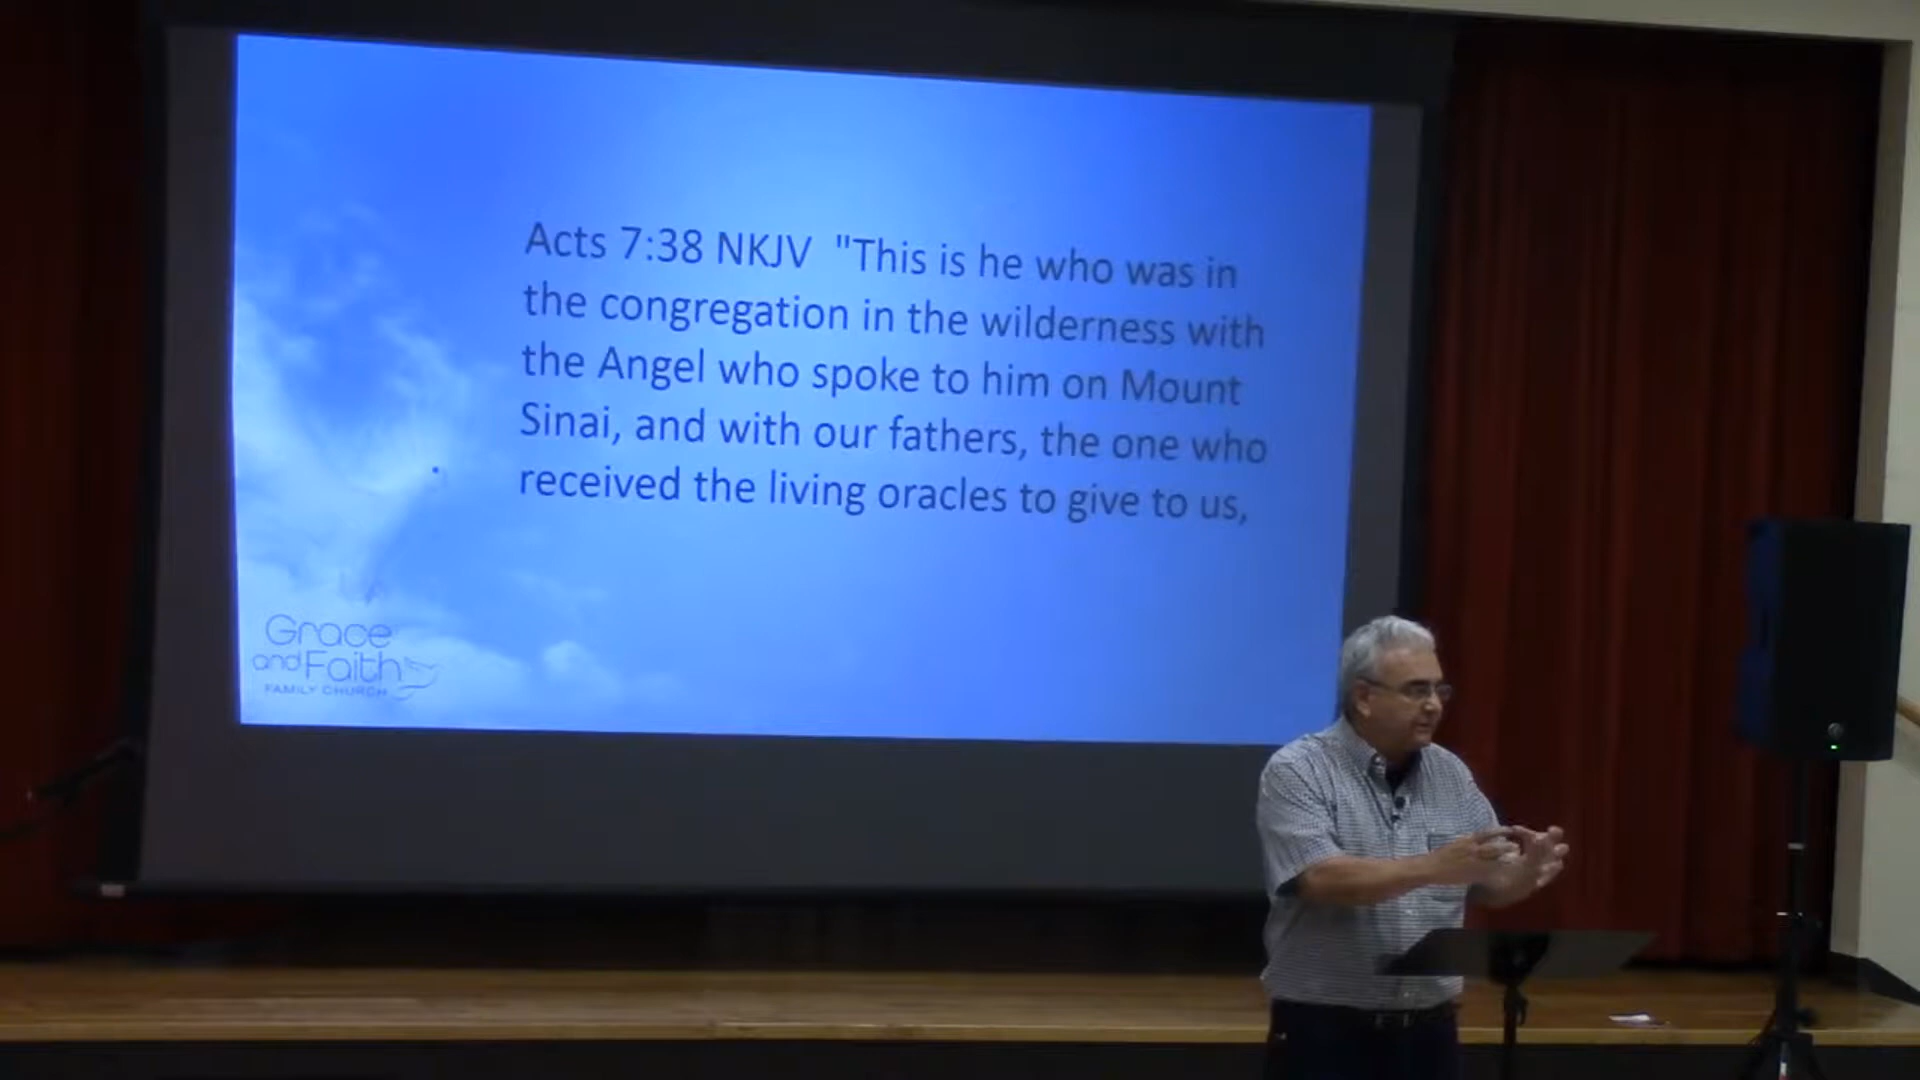 Acts 7:38 NKJV "This is he who was in
the congregation in the wilderness with
the Angel who spoke to him on Mount
Sinai, and with our fathers, the one who
received the living oracles to give to us,
Grace
and Faith
FAMILY CHURCH